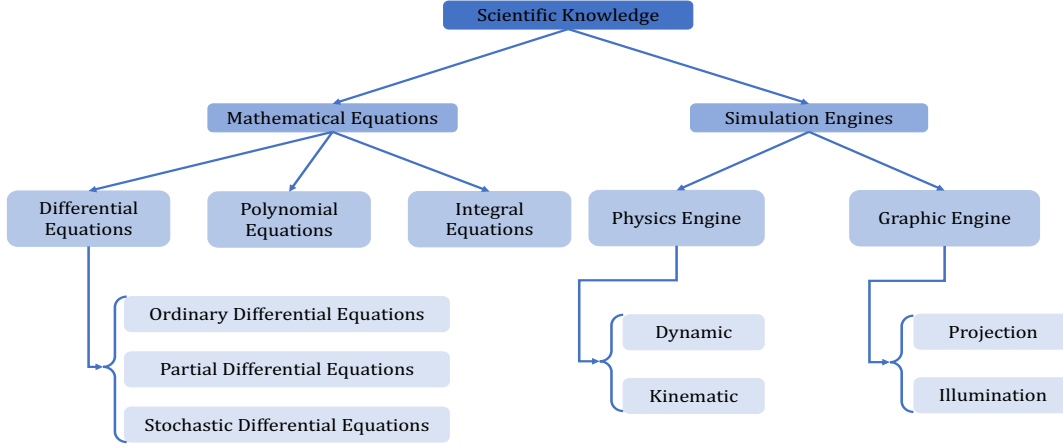 Scientific Knowledge
Mathematical Equations
Simulation Engines
Differential
Equations
Polynomial
Equations
Integral
Equations
Physics Engine
Graphic Engine
Ordinary Differential Equations
Partial Differential Equations
Stochastic Differential Equations
Dynamic
Kinematic
Projection
Illumination